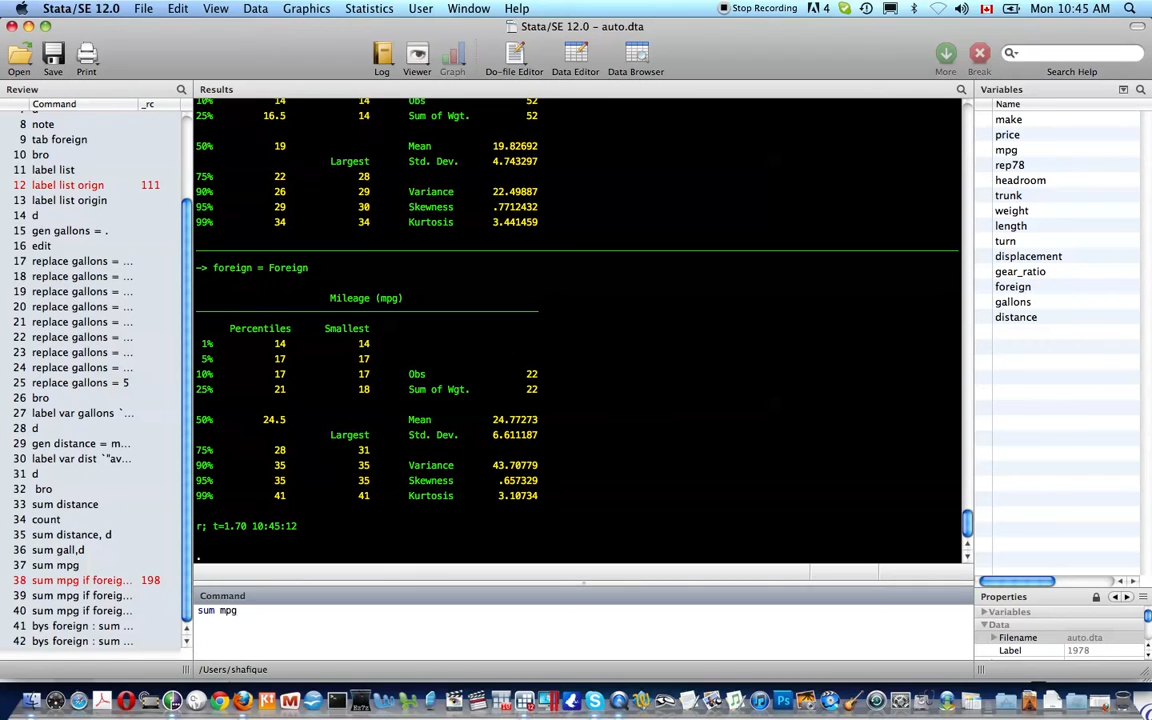 Stata/SE 12.0 File Edit View Data Graphics Statistics User Window Help Stop Recording 4 Mon 10:45 AM
Stata/SE 12.0 - auto.dta
Open Save Print Log Viewer Graph Do-file Editor Data Editor Data Browser More Break Search Help
Review
Command _rc
8 note
9 tab foreign
10 bro
11 label list
12 label list orign 111
13 label list origin
14 d
15 gen gallons = .
16 edit
17 replace gallons = ...
18 replace gallons = ...
19 replace gallons = ...
20 replace gallons = ...
21 replace gallons = ...
22 replace gallons = ...
23 replace gallons = ...
24 replace gallons = ...
25 replace gallons = 5
26 bro
27 label var gallons `...
28 d
29 gen distance = m...
30 label var dist `"av...
31 d
32 bro
33 sum distance
34 count
35 sum distance, d
36 sum gall,d
37 sum mpg
38 sum mpg if foreig... 198
39 sum mpg if foreig...
40 sum mpg if foreig...
41 bys foreign : sum ...
42 bys foreign : sum ...
Results
10% 14 14 Obs 52
25% 16.5 14 Sum of Wgt. 52
50% 19 Mean 19.82692
Largest Std. Dev. 4.743297
75% 22 28
90% 26 29 Variance 22.49887
95% 29 30 Skewness .7712432
99% 34 34 Kurtosis 3.441459
-> foreign = Foreign
Mileage (mpg)
Percentiles Smallest
1% 14 14
5% 17 17
10% 17 17 Obs 22
25% 21 18 Sum of Wgt. 22
50% 24.5 Mean 24.77273
Largest Std. Dev. 6.611187
75% 28 31
90% 35 35 Variance 43.70779
95% 35 35 Skewness .657329
99% 41 41 Kurtosis 3.10734
r; t=1.70 10:45:12
.
Command
sum mpg
/Users/shafique
Variables
Name
make
price
mpg
rep78
headroom
trunk
weight
length
turn
displacement
gear_ratio
foreign
gallons
distance
Properties
Variables
Data
Filename auto.dta
Label 1978